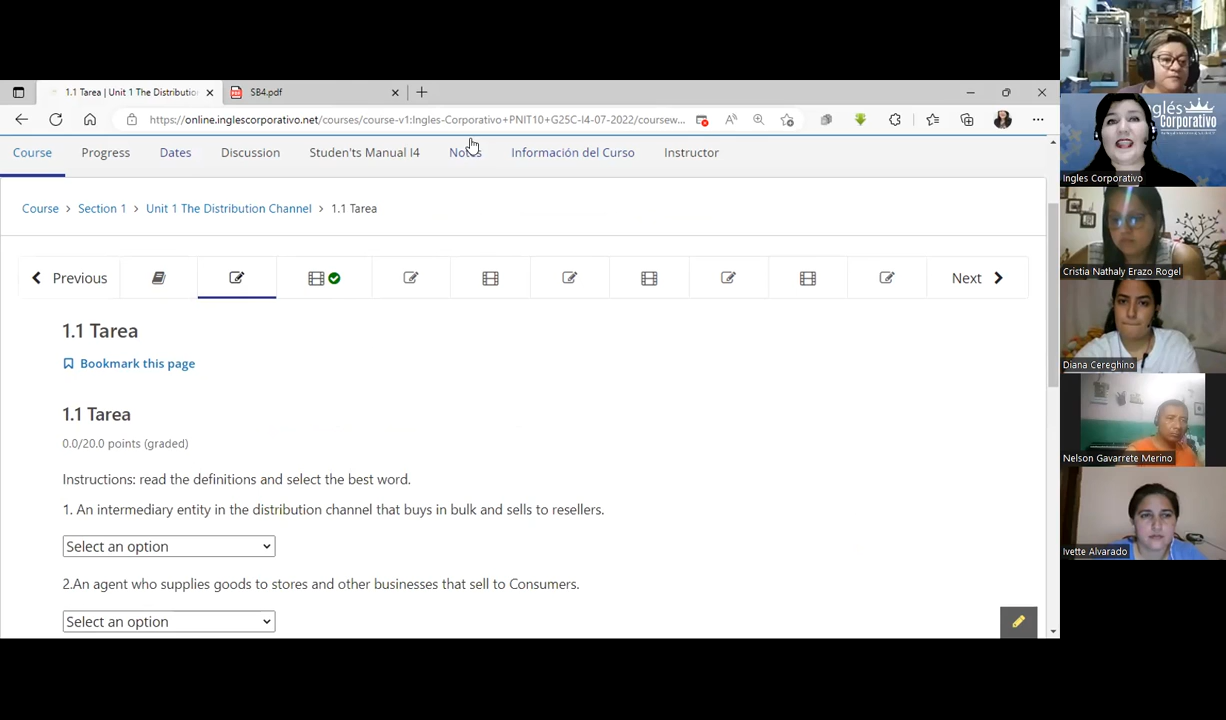 1.1 Tarea | Unit 1 The Distribution
SB4.pdf
https://online.inglescorporativo.net/courses/course-v1:Ingles-Corporativo+PNIT10+G25C-I4-07-2022/coursew...
Course Progress Dates Discussion Studen'ts Manual I4 Notes Información del Curso Instructor
Course > Section 1 > Unit 1 The Distribution Channel > 1.1 Tarea
Previous Next
1.1 Tarea
Bookmark this page
1.1 Tarea
0.0/20.0 points (graded)
Instructions: read the definitions and select the best word.
1. An intermediary entity in the distribution channel that buys in bulk and sells to resellers.
Select an option
2.An agent who supplies goods to stores and other businesses that sell to Consumers.
Select an option
Inglés
Corporativo
Ingles Corporativo
Cristia Nathaly Erazo Rogel
Diana Cereghino
Nelson Gavarrete Merino
Ivette Alvarado